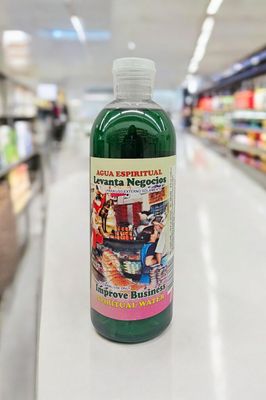 AGUA ESPIRITUAL
Levanta Negocios
Improve Business
SPIRITUAL WATER